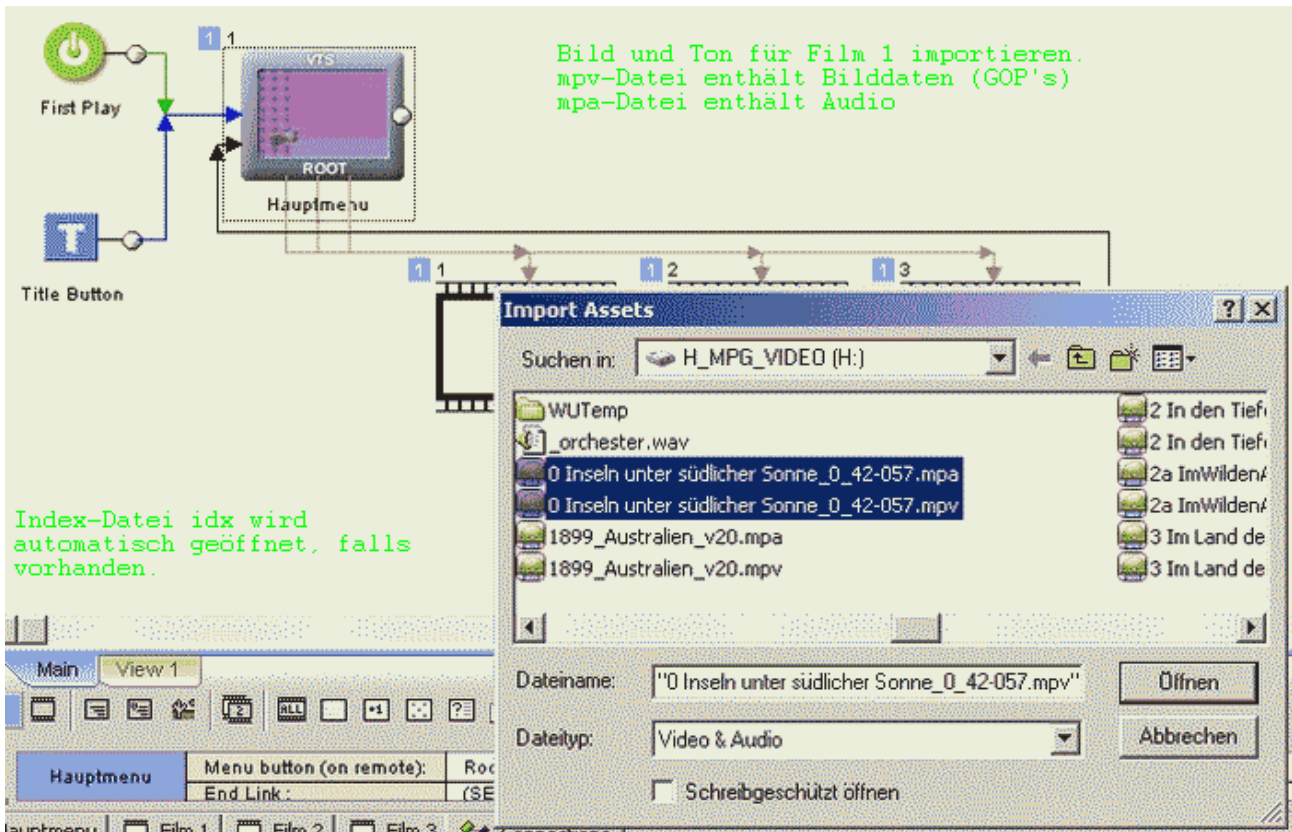 1 1
VTS
First Play
ROOT
Hauptmenu
Bild und Ton für Film 1 importieren.
mpv-Datei enthält Bilddaten (GOP's)
mpa-Datei enthält Audio
Title Button
1 1
1 2
1 3
Import Assets
Suchen in:
H_MPG_VIDEO (H:)
WUTemp
_orchester.wav
0 Inseln unter südlicher Sonne_0_42-057.mpa
0 Inseln unter südlicher Sonne_0_42-057.mpv
1899_Australien_v20.mpa
1899_Australien_v20.mpv
2 In den Tief
2 In den Tief
2a ImWilden
2a ImWilden
3 Im Land de
3 Im Land de
Index-Datei idx wird
automatisch geöffnet, falls
vorhanden.
Dateiname:
"0 Inseln unter südlicher Sonne_0_42-057.mpv"
Öffnen
Dateityp:
Video & Audio
Abbrechen
Schreibgeschützt öffnen
Main
View 1
ALL
Hauptmenu
Menu button (on remote):
End Link :
(SE
Film 1
Film 2
Film 3